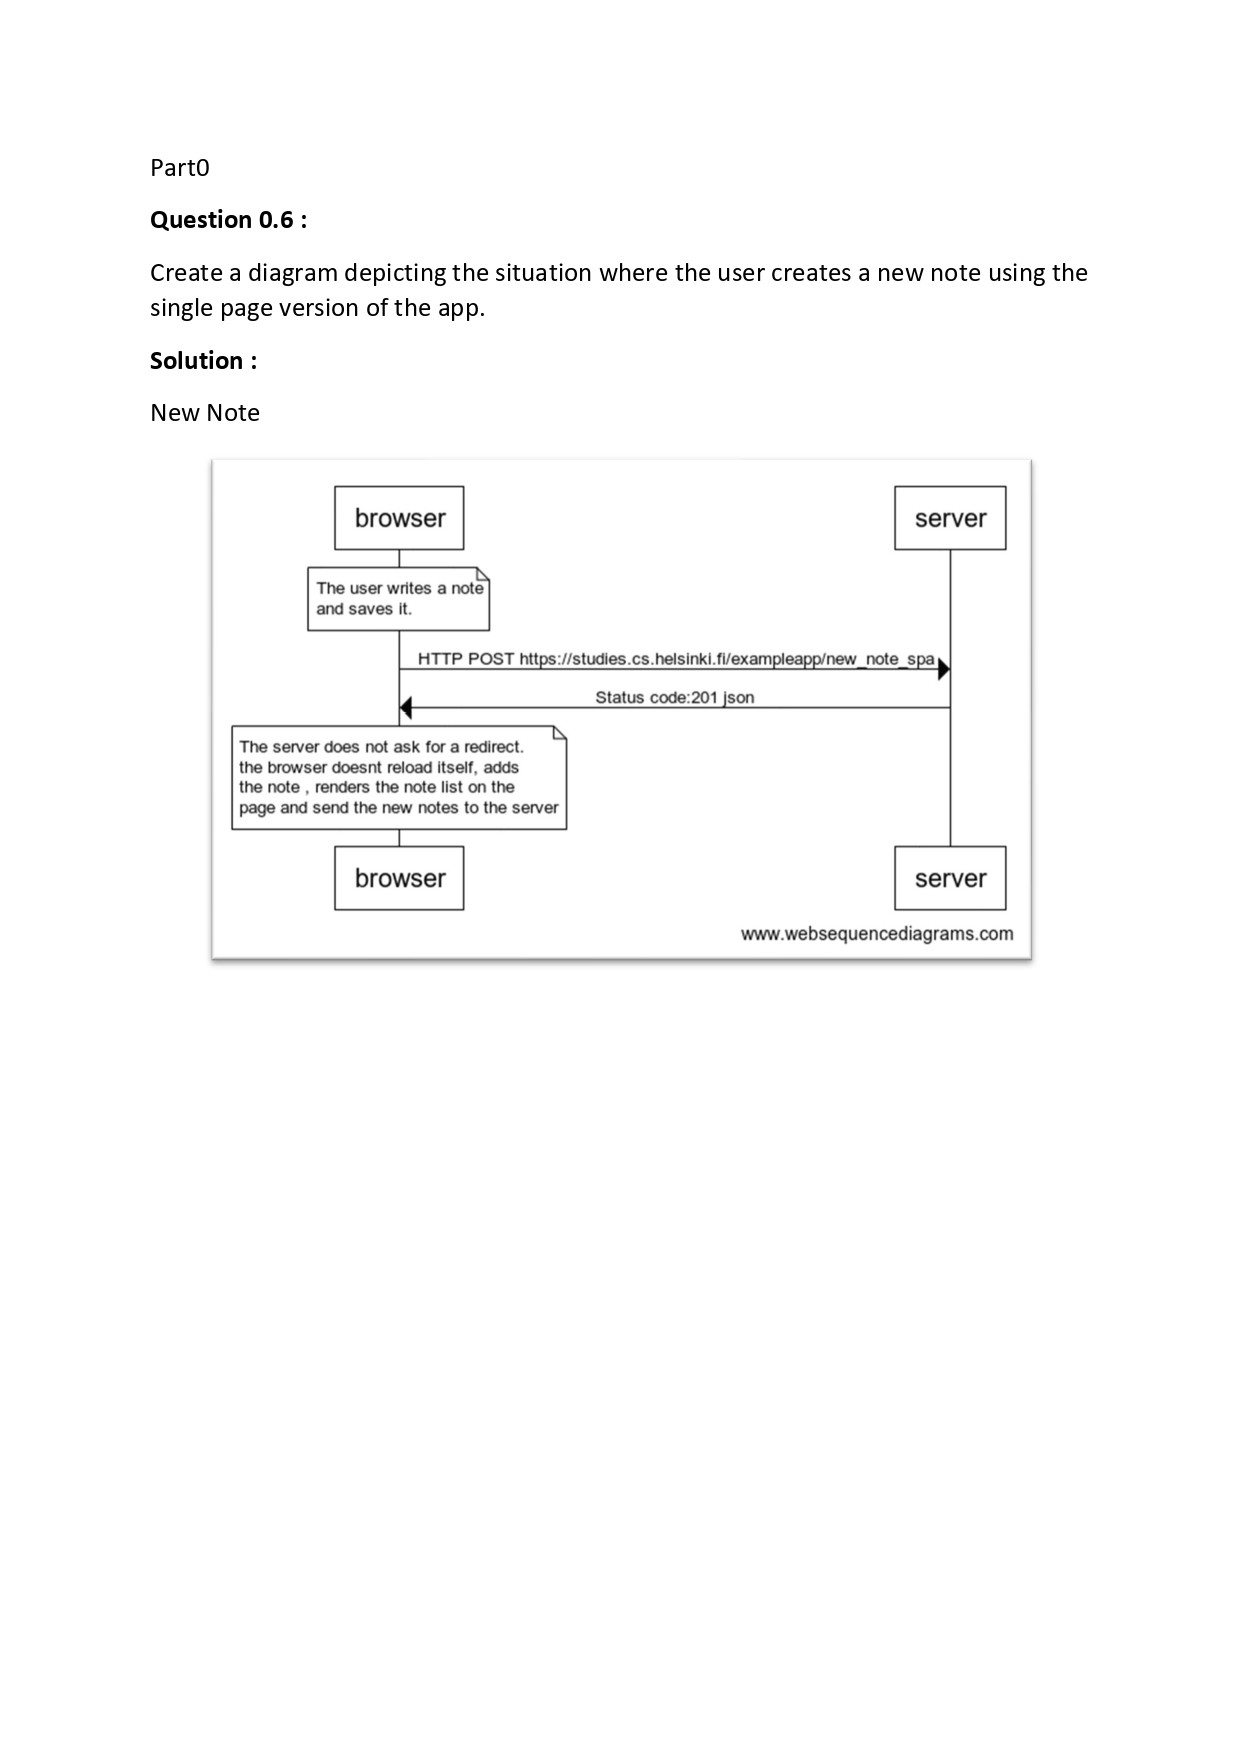 Part0
Question 0.6 :
Create a diagram depicting the situation where the user creates a new note using the
single page version of the app.
Solution :
New Note
browser
server
The user writes a note
and saves it.
HTTP POST https://studies.cs.helsinki.fi/exampleapp/new_note_spa
Status code:201 json
The server does not ask for a redirect.
the browser doesnt reload itself, adds
the note , renders the note list on the
page and send the new notes to the server
browser
server
www.websequencediagrams.com